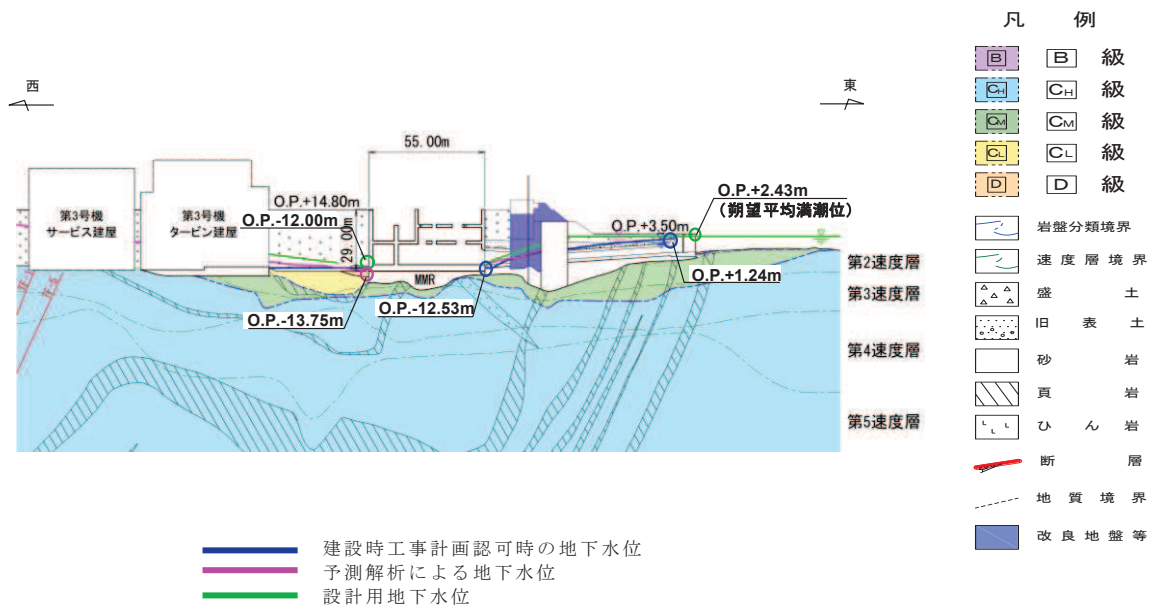 凡 例
B B 級
CH CH 級
CM CM 級
CL CL 級
D D 級
岩盤分類境界
速度層境界
盛 土
旧 表 土
砂 岩
頁 岩
ひ ん 岩
断 層
地質境界
改良地盤等
西
東
55.00m
O.P.+2.43m
(朔望平均満潮位)
O.P.+14.80m
O.P.-12.00m
29.00m
第3号機
サービス建屋
第3号機
タービン建屋
O.P.+3.50m
O.P.+1.24m
MMR
O.P.-12.53m
O.P.-13.75m
第2速度層
第3速度層
第4速度層
第5速度層
建設時工事計画認可時の地下水位
予測解析による地下水位
設計用地下水位